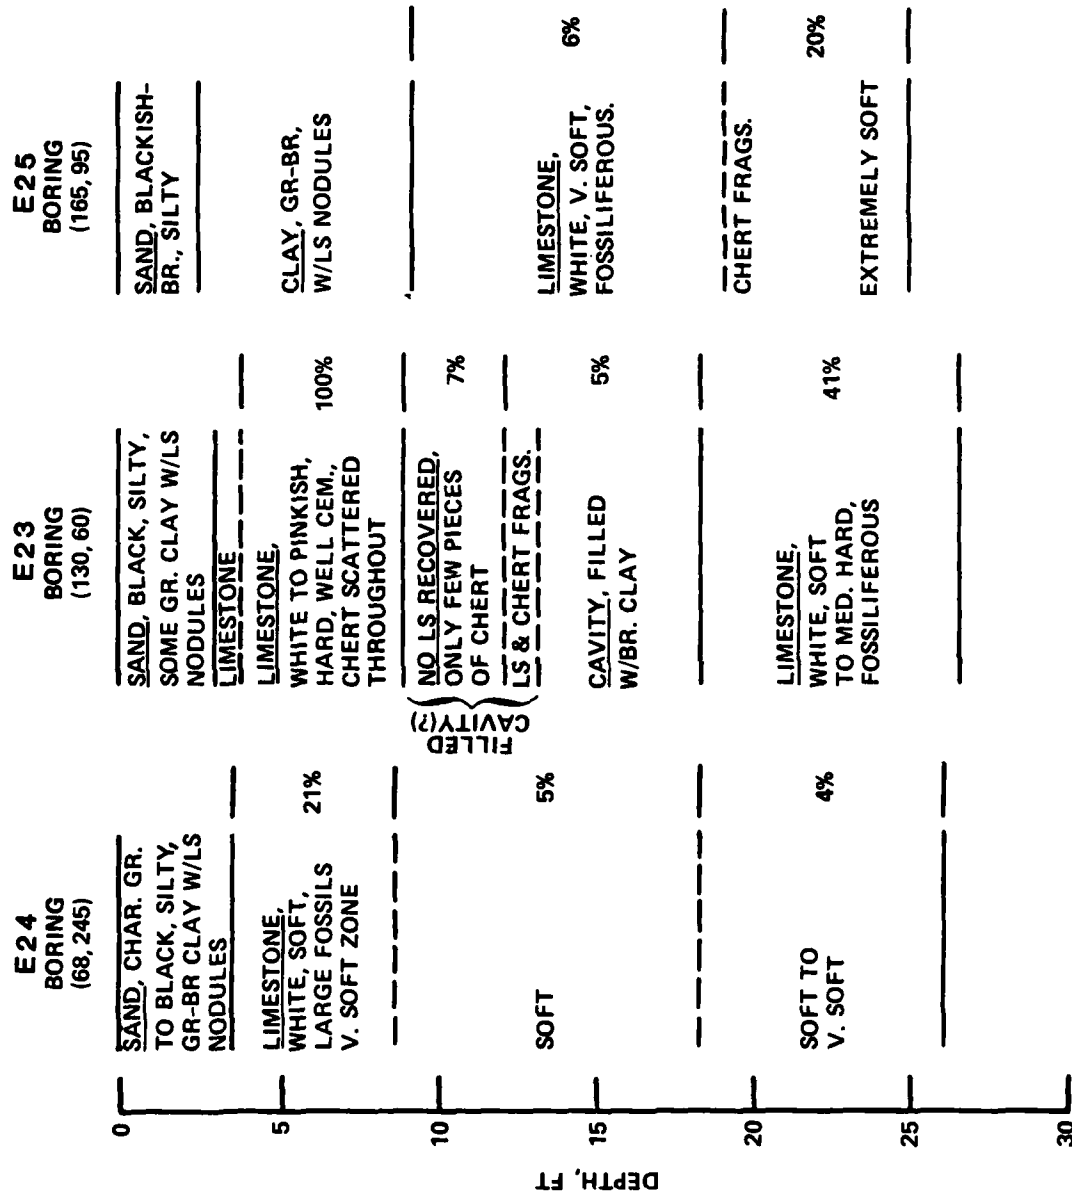 E24
BORING
(68, 245)
SAND, CHAR. GR.
TO BLACK, SILTY,
GR-BR CLAY W/LS
NODULES
LIMESTONE,
WHITE, SOFT,
LARGE FOSSILS
V. SOFT ZONE
21%
SOFT
5%
SOFT TO
V. SOFT
4%
E23
BORING
(130, 60)
SAND, BLACK, SILTY,
SOME GR. CLAY W/LS
NODULES
LIMESTONE
LIMESTONE,
WHITE TO PINKISH,
HARD, WELL CEM.,
CHERT SCATTERED
THROUGHOUT
100%
FILLED
CAVITY(?)
NO LS RECOVERED,
ONLY FEW PIECES
OF CHERT
7%
LS & CHERT FRAGS.
CAVITY, FILLED
W/BR. CLAY
5%
LIMESTONE,
WHITE, SOFT
TO MED. HARD,
FOSSILIFEROUS
41%
E25
BORING
(165, 95)
SAND, BLACKISH-
BR., SILTY
CLAY, GR-BR,
W/LS NODULES
LIMESTONE,
WHITE, V. SOFT,
FOSSILIFEROUS.
6%
CHERT FRAGS.
EXTREMELY SOFT
20%
DEPTH, FT
0
5
10
15
20
25
30